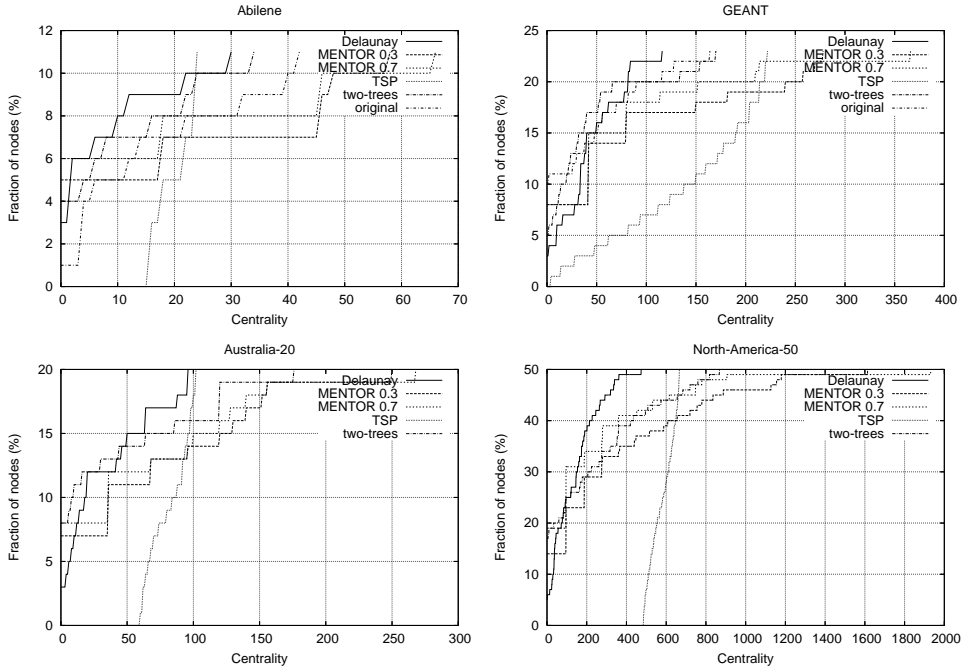 Abilene
Fraction of nodes (%)
12
10
8
6
4
2
0
0 10 20 30 40 50 60 70
Centrality
Delaunay
MENTOR 0.3
MENTOR 0.7
TSP
two-trees
original
GEANT
Fraction of nodes (%)
25
20
15
10
5
0
0 50 100 150 200 250 300 350 400
Centrality
Delaunay
MENTOR 0.3
MENTOR 0.7
TSP
two-trees
original
Australia-20
Fraction of nodes (%)
20
15
10
5
0
0 50 100 150 200 250 300
Centrality
Delaunay
MENTOR 0.3
MENTOR 0.7
TSP
two-trees
North-America-50
Fraction of nodes (%)
50
40
30
20
10
0
0 200 400 600 800 1000 1200 1400 1600 1800 2000
Centrality
Delaunay
MENTOR 0.3
MENTOR 0.7
TSP
two-trees